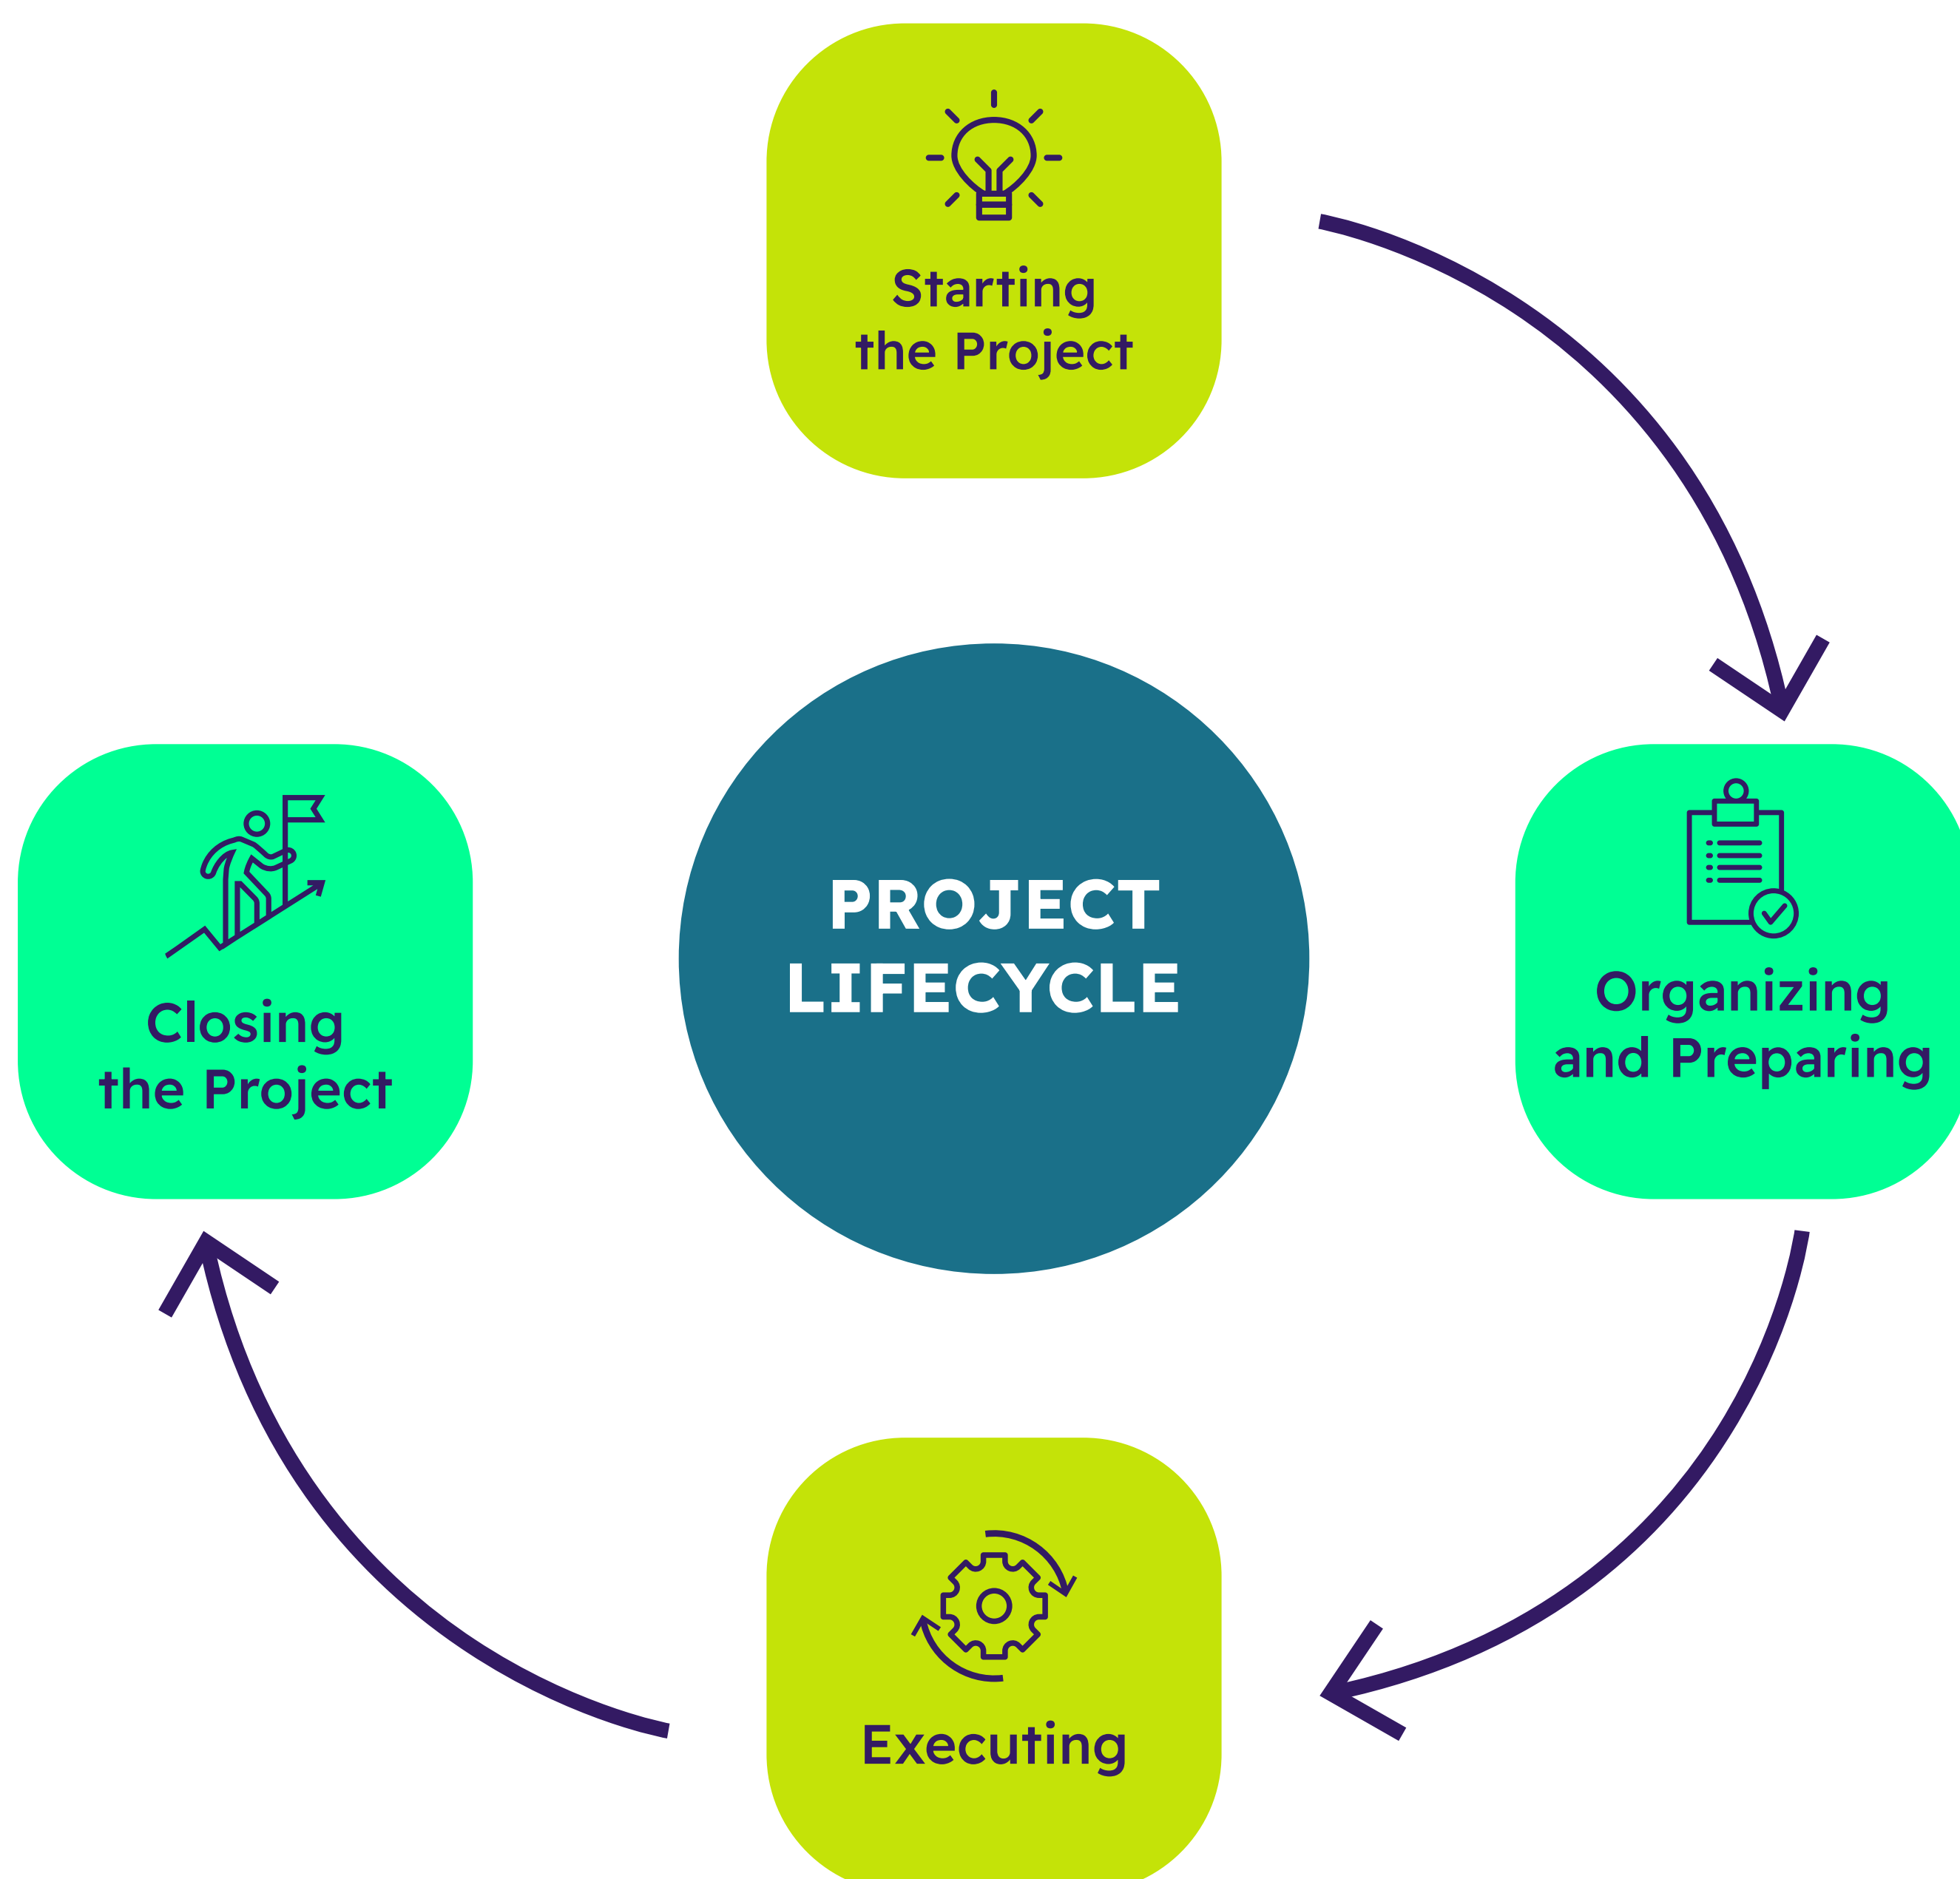 Starting
the Project
PROJECT
LIFECYCLE
Organizing
and Preparing
Closing
the Project
Executing